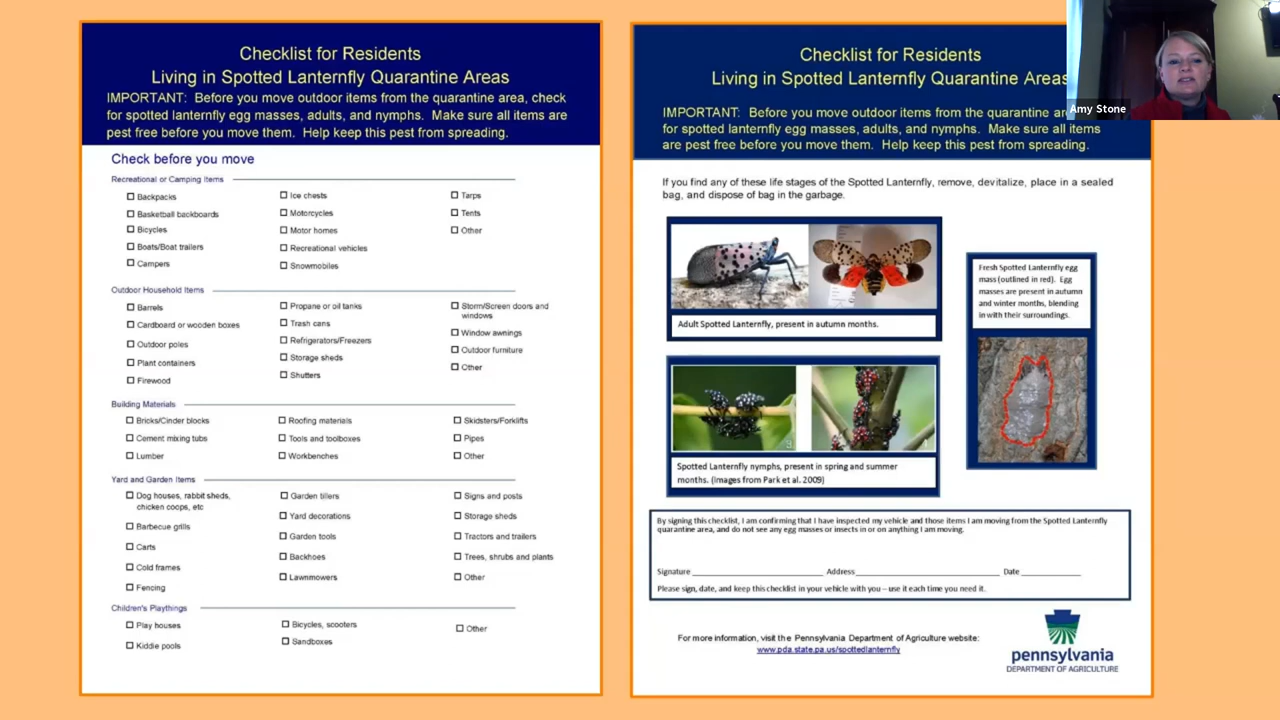 Checklist for Residents
Living in Spotted Lanternfly Quarantine Areas
IMPORTANT: Before you move outdoor items from the quarantine area, check
for spotted lanternfly egg masses, adults, and nymphs. Make sure all items are
pest free before you move them. Help keep this pest from spreading.
Check before you move
Recreational or Camping Items
Backpacks
Basketball backboards
Bicycles
Boats/Boat trailers
Campers
Ice chests
Motorcycles
Motor homes
Recreational vehicles
Snowmobiles
Tarps
Tents
Other
Outdoor Household Items
Barrels
Cardboard or wooden boxes
Outdoor poles
Plant containers
Firewood
Propane or oil tanks
Trash cans
Refrigerators/Freezers
Storage sheds
Shutters
Storm/Screen doors and
windows
Window awnings
Outdoor furniture
Other
Building Materials
Bricks/Cinder blocks
Cement mixing tubs
Lumber
Roofing materials
Tools and toolboxes
Workbenches
Skidsters/Forklifts
Pipes
Other
Yard and Garden Items
Dog houses, rabbit sheds,
chicken coops, etc
Barbecue grills
Carts
Cold frames
Fencing
Garden tillers
Yard decorations
Garden tools
Backhoes
Lawnmowers
Signs and posts
Storage sheds
Tractors and trailers
Trees, shrubs and plants
Other
Children's Playthings
Play houses
Kiddie pools
Bicycles, scooters
Sandboxes
Other
Checklist for Residents
Living in Spotted Lanternfly Quarantine Areas
IMPORTANT: Before you move outdoor items from the quarantine
for spotted lanternfly egg masses, adults, and nymphs. Make sure all items
are pest free before you move them. Help keep this pest from spreading.
Amy Stone
If you find any of these life stages of the Spotted Lanternfly, remove, devitalize, place in a sealed
bag, and dispose of bag in the garbage.
Adult Spotted Lanternfly, present in autumn months.
Fresh Spotted Lanternfly egg
mass (outlined in red). Egg
masses are present in autumn
and winter months, blending
in with their surroundings.
Spotted Lanternfly nymphs, present in spring and summer
months. (Images from Park et al. 2009)
By signing this checklist, I am confirming that I have inspected my vehicle and those items I am moving from the Spotted Lanternfly
quarantine area, and do not see any egg masses or insects in or on anything I am moving.
Signature Address Date
Please sign, date, and keep this checklist in your vehicle with you – use it each time you need it.
For more information, visit the Pennsylvania Department of Agriculture website:
www.pda.state.pa.us/spottedlanternfly
pennsylvania
DEPARTMENT OF AGRICULTURE